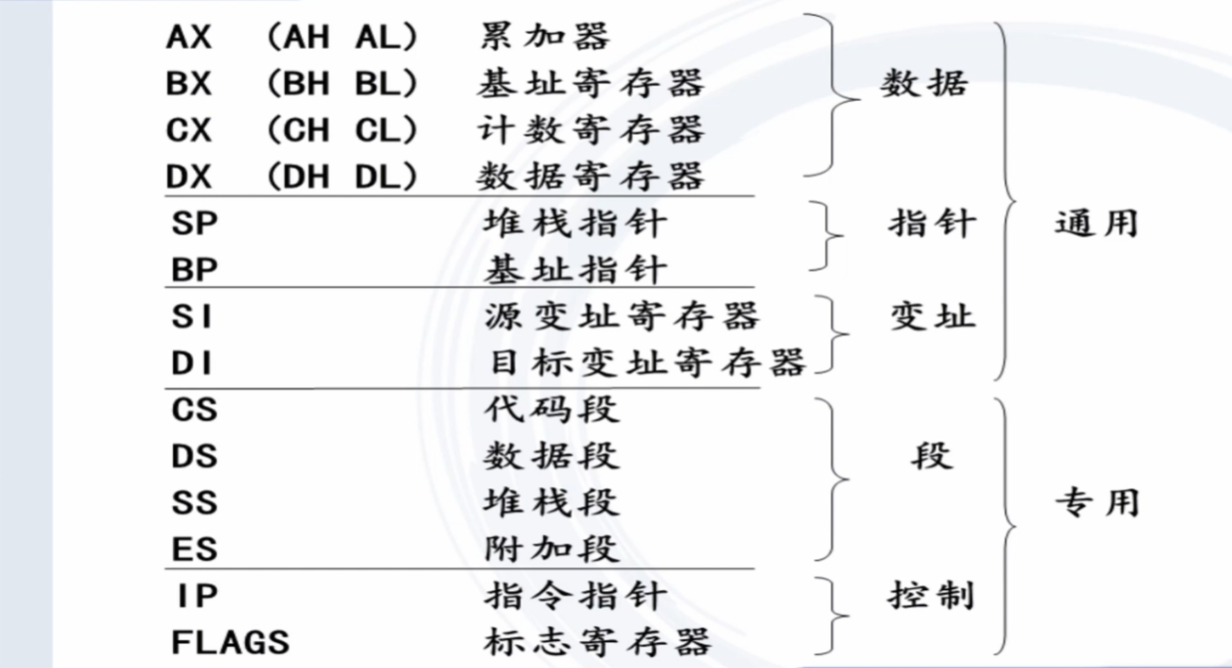 AX （AH AL） 累加器
BX （BH BL） 基址寄存器
数据
CX （CH CL） 计数寄存器
DX （DH DL） 数据寄存器
SP 堆栈指针
指针
通用
BP 基址指针
SI 源变址寄存器
变址
DI 目标变址寄存器
CS 代码段
DS 数据段
段
SS 堆栈段
专用
ES 附加段
IP 指令指针
控制
FLAGS 标志寄存器